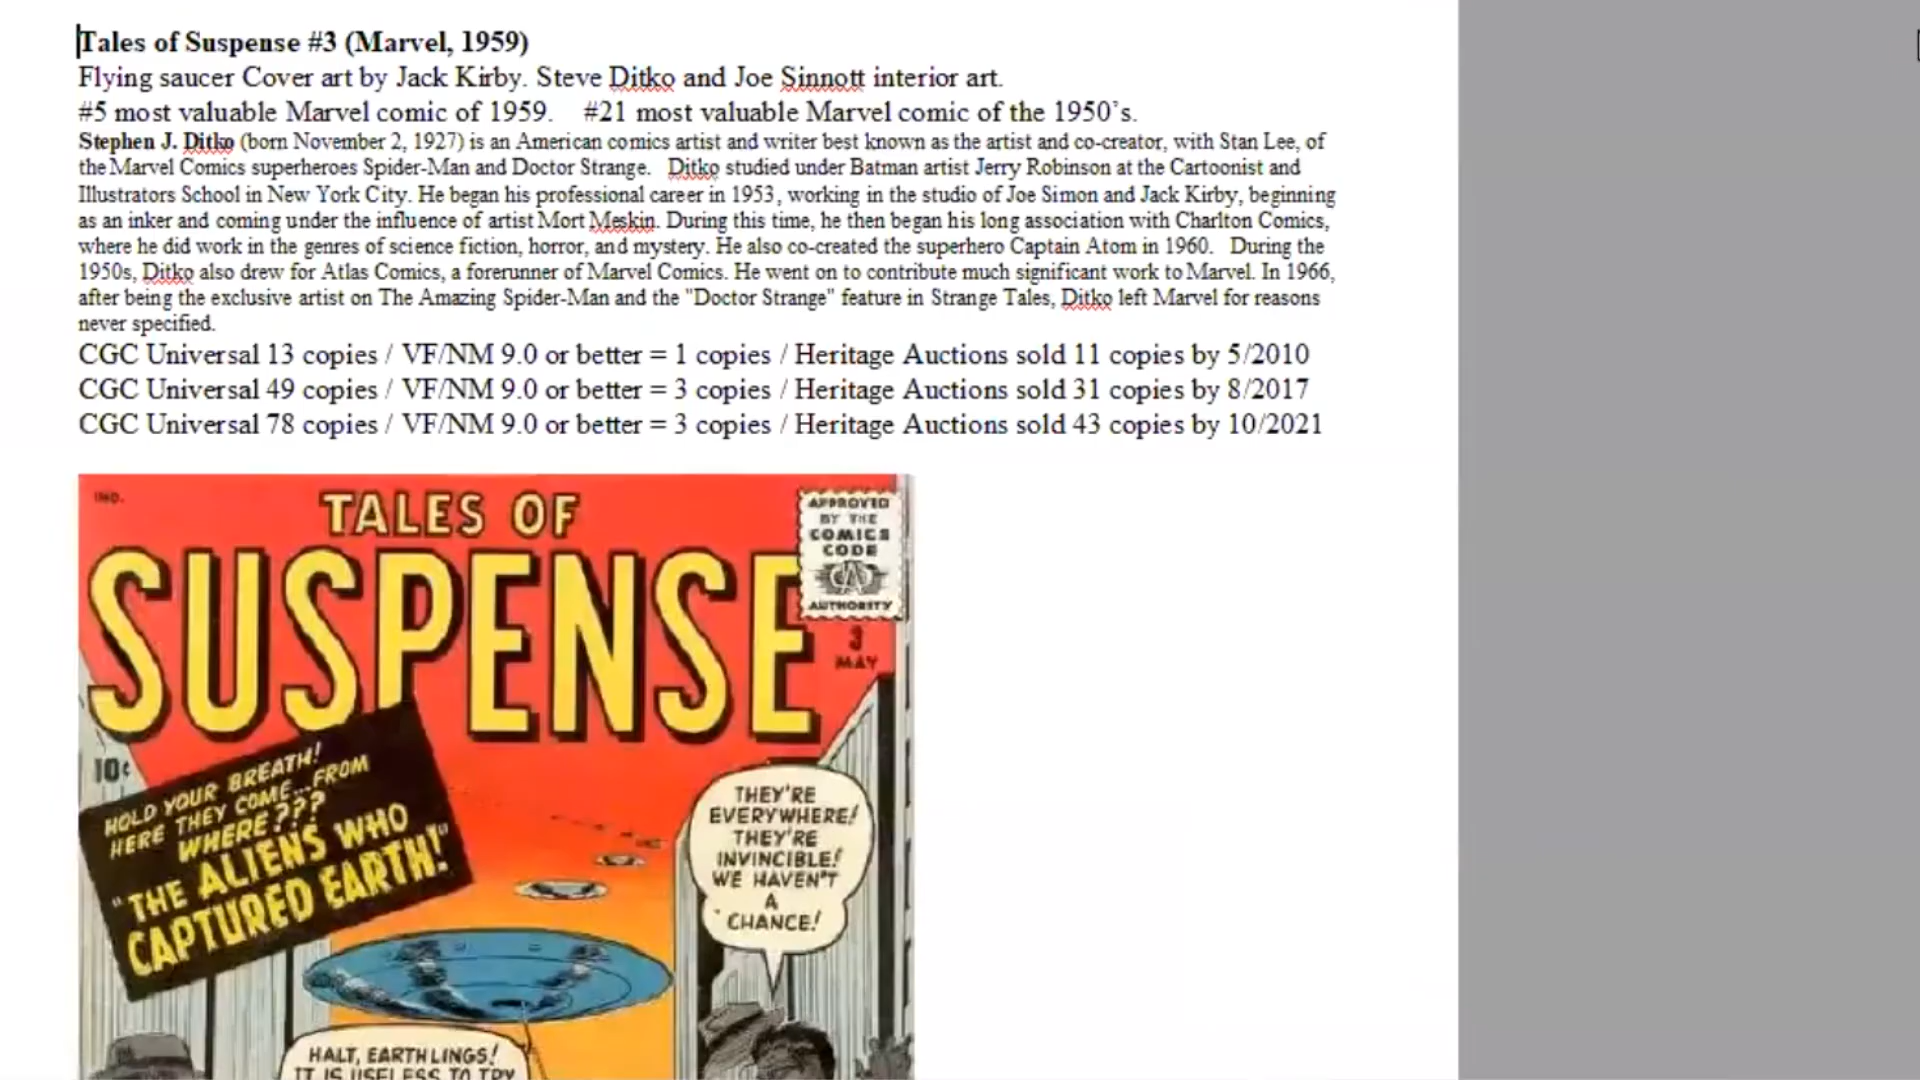 Tales of Suspense #3 (Marvel, 1959)
Flying saucer Cover art by Jack Kirby. Steve Ditko and Joe Sinnott interior art.
#5 most valuable Marvel comic of 1959. #21 most valuable Marvel comic of the 1950's.
Stephen J. Ditko (born November 2, 1927) is an American comics artist and writer best known as the artist and co-creator, with Stan Lee, of
the Marvel Comics superheroes Spider-Man and Doctor Strange. Ditko studied under Batman artist Jerry Robinson at the Cartoonist and
Illustrators School in New York City. He began his professional career in 1953, working in the studio of Joe Simon and Jack Kirby, beginning
as an inker and coming under the influence of artist Mort Meskin. During this time, he then began his long association with Charlton Comics,
where he did work in the genres of science fiction, horror, and mystery. He also co-created the superhero Captain Atom in 1960. During the
1950s, Ditko also drew for Atlas Comics, a forerunner of Marvel Comics. He went on to contribute much significant work to Marvel. In 1966,
after being the exclusive artist on The Amazing Spider-Man and the "Doctor Strange" feature in Strange Tales, Ditko left Marvel for reasons
never specified.
CGC Universal 13 copies / VF/NM 9.0 or better = 1 copies / Heritage Auctions sold 11 copies by 5/2010
CGC Universal 49 copies / VF/NM 9.0 or better = 3 copies / Heritage Auctions sold 31 copies by 8/2017
CGC Universal 78 copies / VF/NM 9.0 or better = 3 copies / Heritage Auctions sold 43 copies by 10/2021
IND.
TALES OF
SUSPENSE
APPROVED
BY THE
COMICS
CODE
CA
AUTHORITY
3
MAY
10¢
HOLD YOUR BREATH!
HERE THEY COME...FROM
WHERE???
"THE ALIENS WHO
CAPTURED EARTH!"
THEY'RE
EVERYWHERE!
THEY'RE
INVINCIBLE!
WE HAVEN'T
A
CHANCE!
HALT, EARTHLINGS!
IT IS USELESS TO TRY